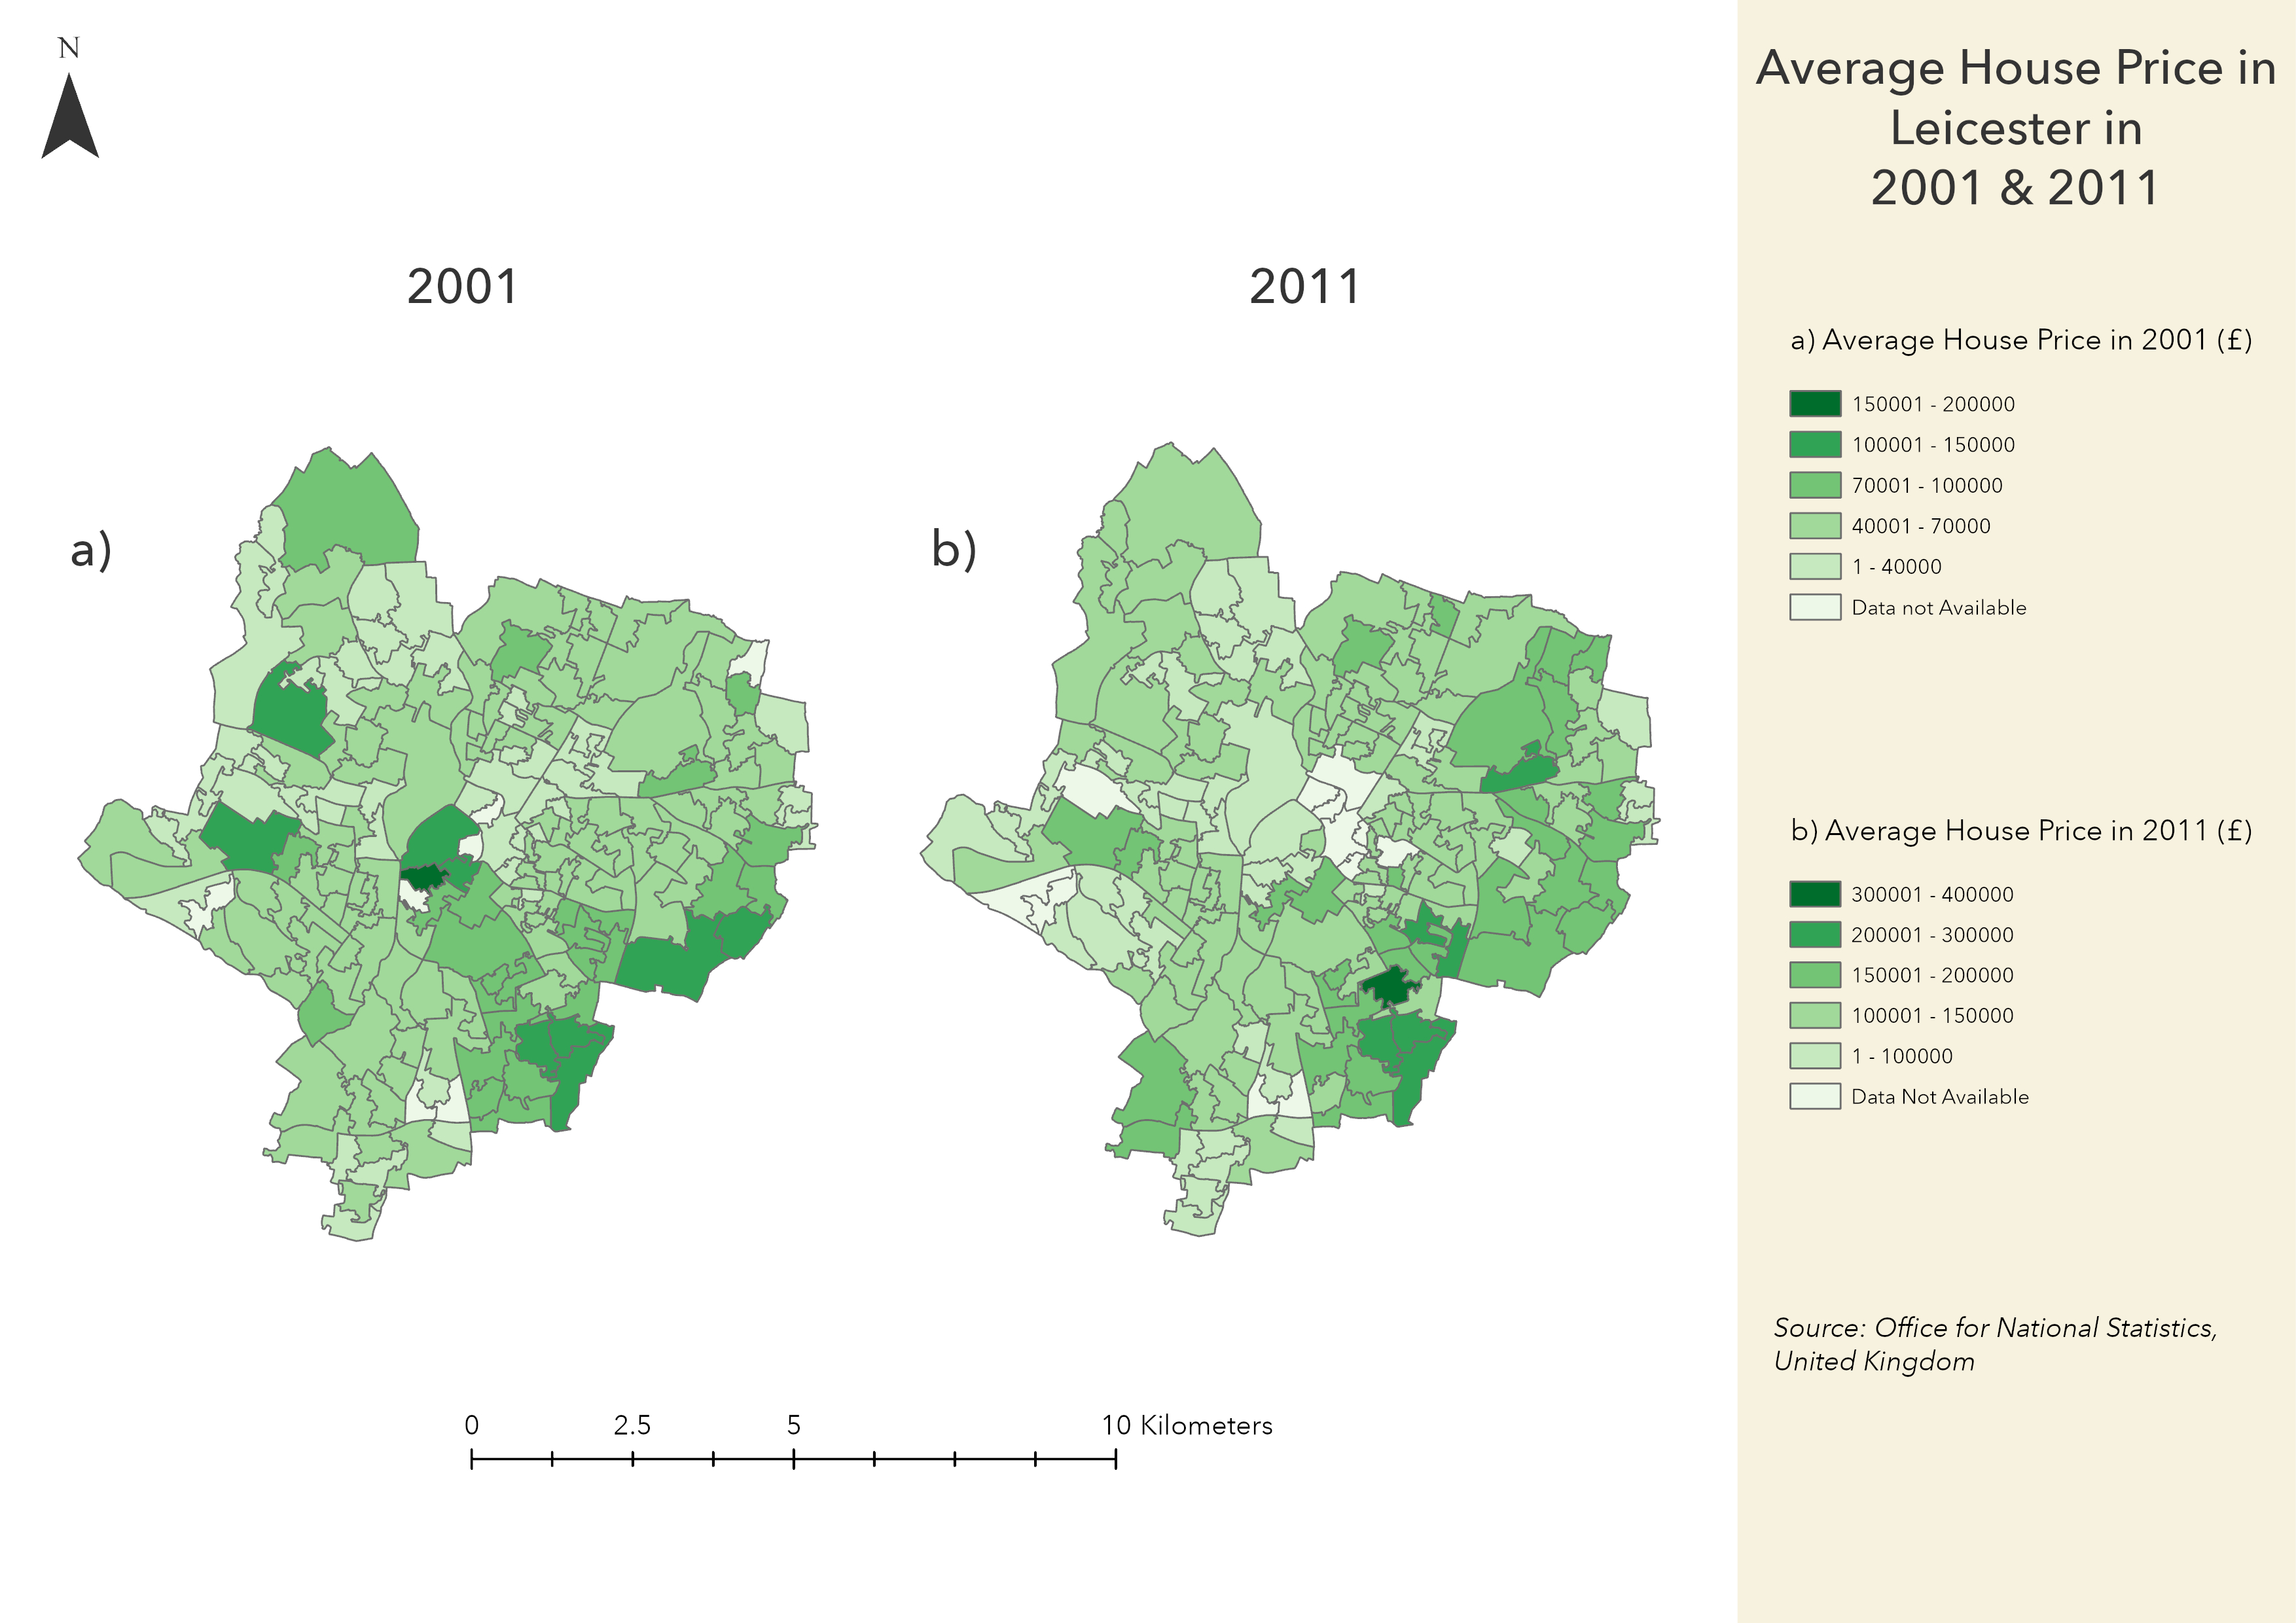 N
Average House Price in
Leicester in
2001 & 2011
2001
2011
a)
b)
a) Average House Price in 2001 (£)
150001 - 200000
100001 - 150000
70001 - 100000
40001 - 70000
1 - 40000
Data not Available
b) Average House Price in 2011 (£)
300001 - 400000
200001 - 300000
150001 - 200000
100001 - 150000
1 - 100000
Data Not Available
Source: Office for National Statistics,
United Kingdom
0 2.5 5 10 Kilometers